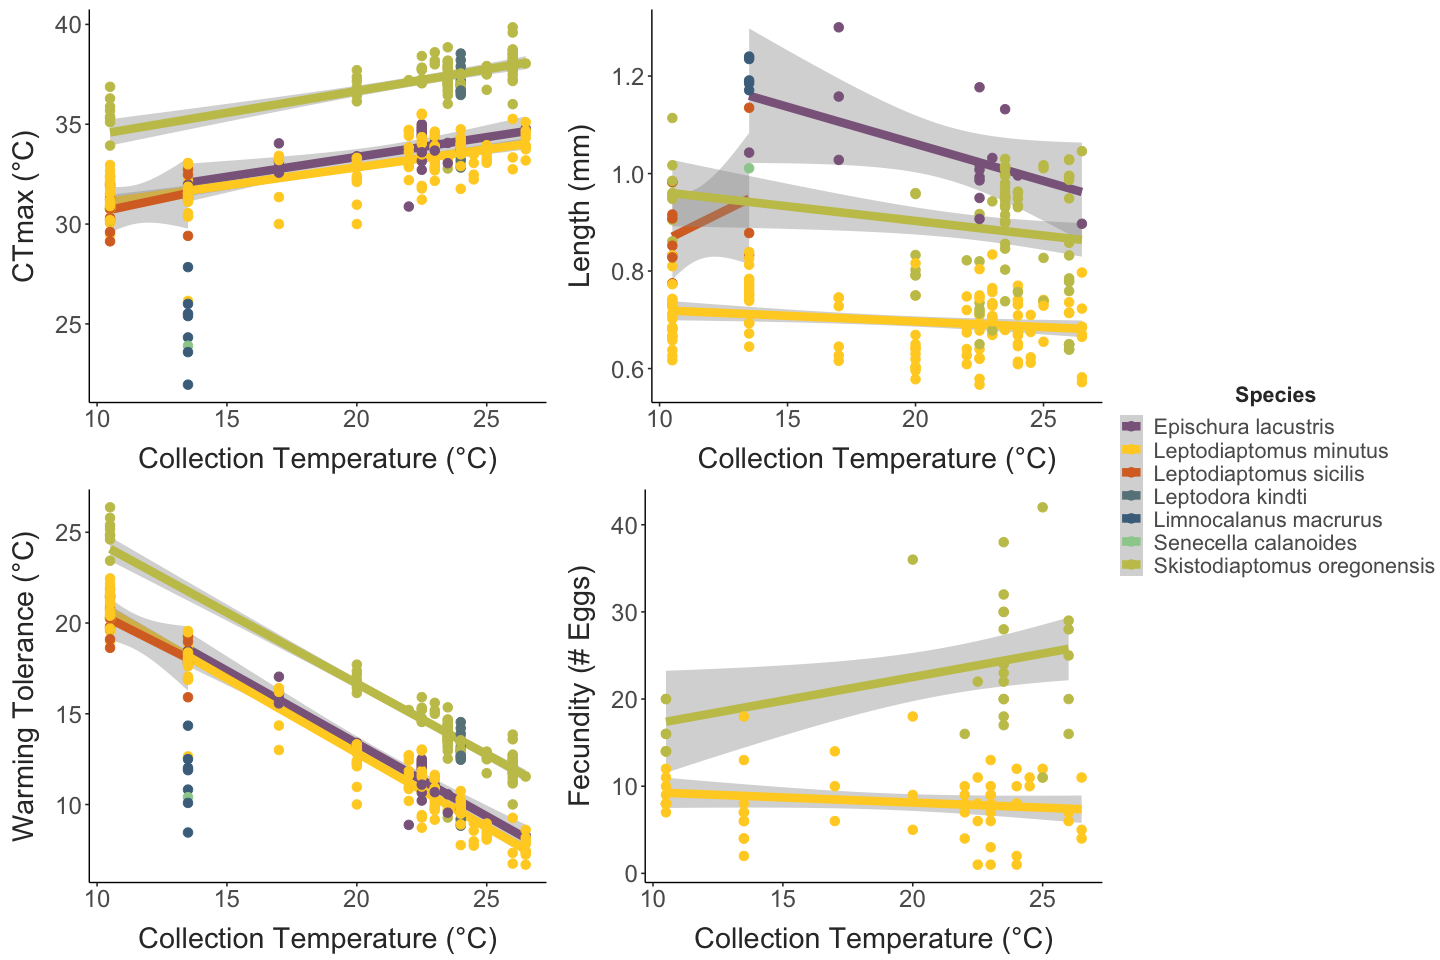 40
35
30
25
CTmax (°C)
10 15 20 25
Collection Temperature (°C)
1.2
1.0
0.8
0.6
Length (mm)
10 15 20 25
Collection Temperature (°C)
Species
Epischura lacustris
Leptodiaptomus minutus
Leptodiaptomus sicilis
Leptodora kindti
Limnocalanus macrurus
Senecella calanoides
Skistodiaptomus oregonensis
25
20
15
10
Warming Tolerance (°C)
10 15 20 25
Collection Temperature (°C)
40
30
20
10
0
Fecundity (# Eggs)
10 15 20 25
Collection Temperature (°C)